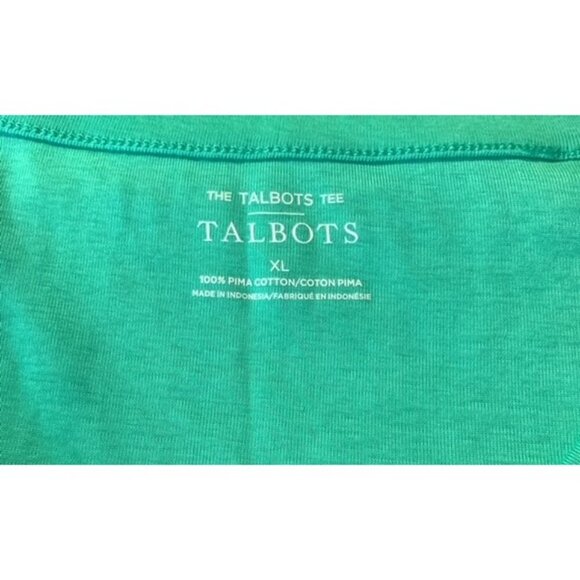 THE TALBOTS TEE
TALBOTS
XL
100% PIMA COTTON/COTON PIMA
MADE IN INDONESIA/FABRIQUÉ EN INDONÉSIE